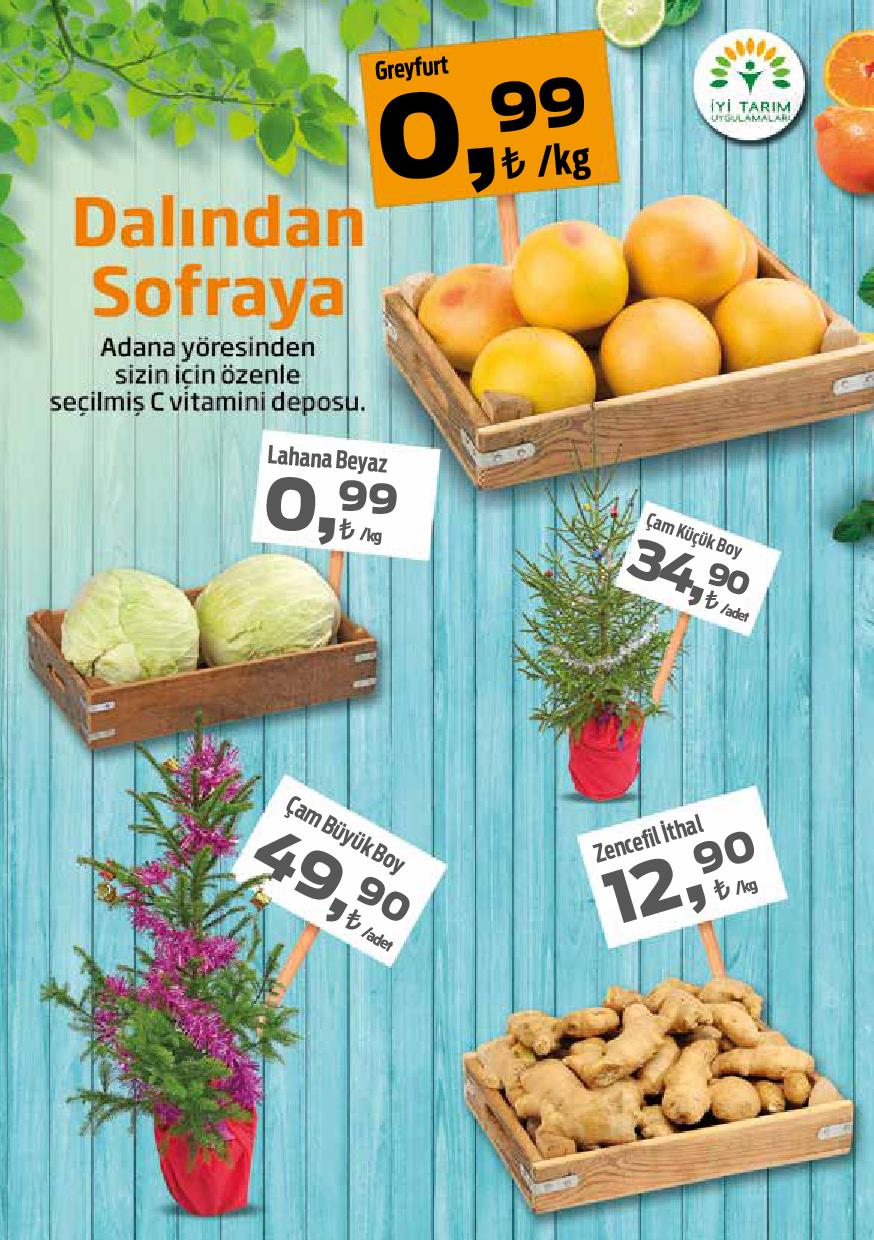 Greyfurt
0,99
₺ /kg
İYİ TARIM
UYGULAMALARI
Dalından
Sofraya
Adana yöresinden
sizin için özenle
seçilmiş C vitamini deposu.
Lahana Beyaz
0,99
₺ /kg
Çam Küçük Boy
34,90
₺ /adet
Çam Büyük Boy
49,90
₺ /adet
Zencefil İthal
12,90
₺ /kg